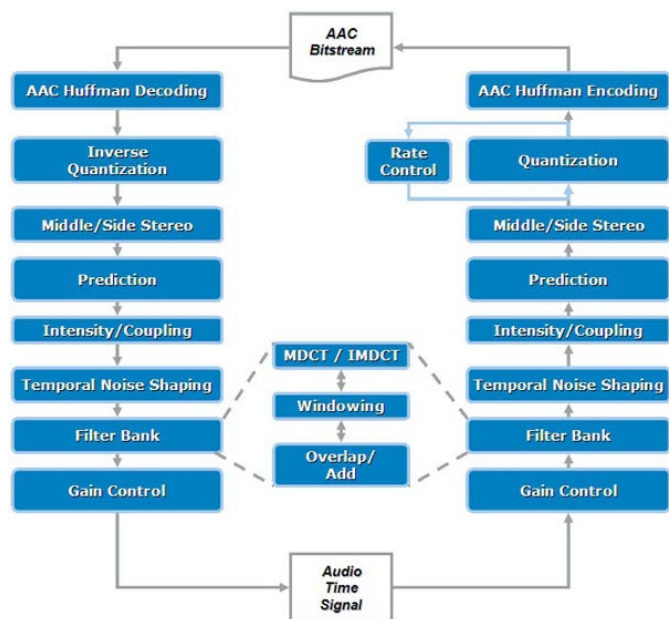 AAC
Bitstream
AAC Huffman Decoding
Inverse
Quantization
Middle/Side Stereo
Prediction
Intensity/Coupling
Temporal Noise Shaping
Filter Bank
Gain Control
MDCT / IMDCT
Windowing
Overlap/
Add
AAC Huffman Encoding
Rate
Control
Quantization
Middle/Side Stereo
Prediction
Intensity/Coupling
Temporal Noise Shaping
Filter Bank
Gain Control
Audio
Time
Signal